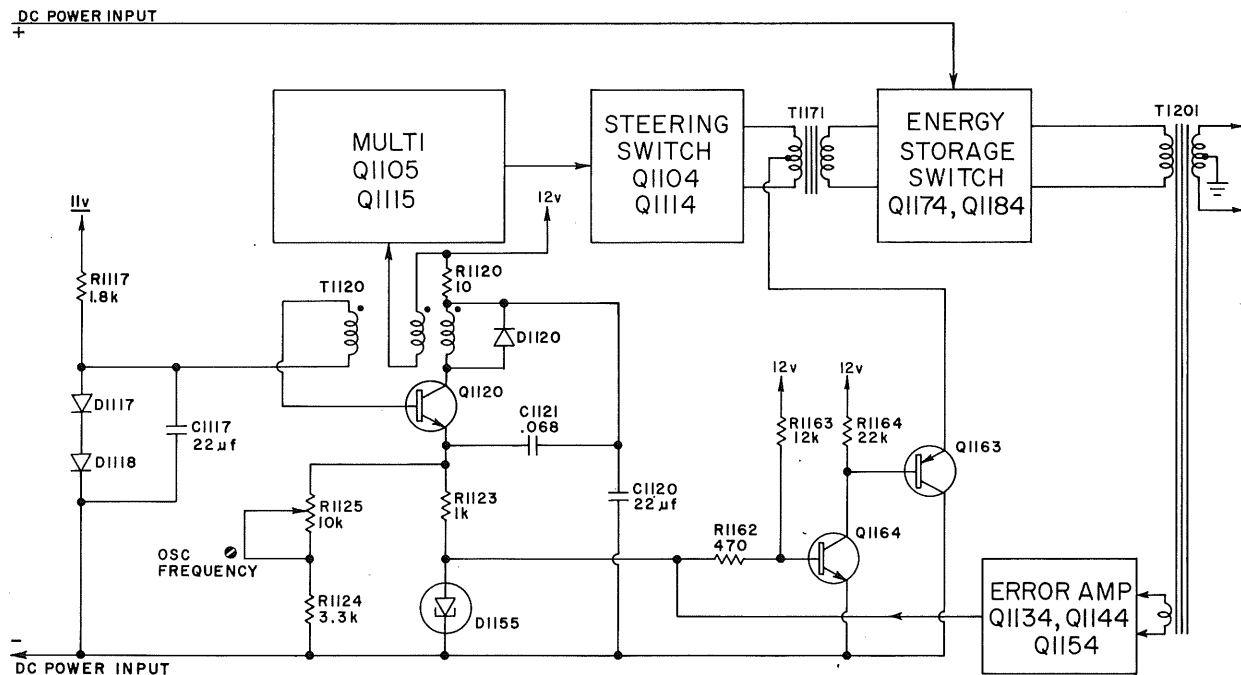 DC POWER INPUT
+
MULTI
Q1105
Q1115
STEERING
SWITCH
Q1104
Q1114
T1171
ENERGY
STORAGE
SWITCH
Q1174, Q1184
T1201
11v
R1117
1.8k
T1120
12v
R1120
10
D1120
D1117
D1118
C1117
22µf
Q1120
C1121
.068
C1120
22µf
R1125
10k
OSC
FREQUENCY
R1124
3.3k
R1123
1k
D1155
12v
R1163
12k
12v
R1164
22k
Q1163
R1162
470
Q1164
ERROR AMP
Q1134, Q1144
Q1154
−
DC POWER INPUT